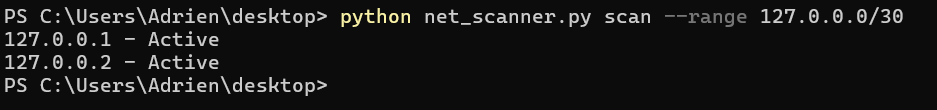 PS C:\Users\Adrien\desktop> python net_scanner.py scan --range 127.0.0.0/30
127.0.0.1 - Active
127.0.0.2 - Active
PS C:\Users\Adrien\desktop>